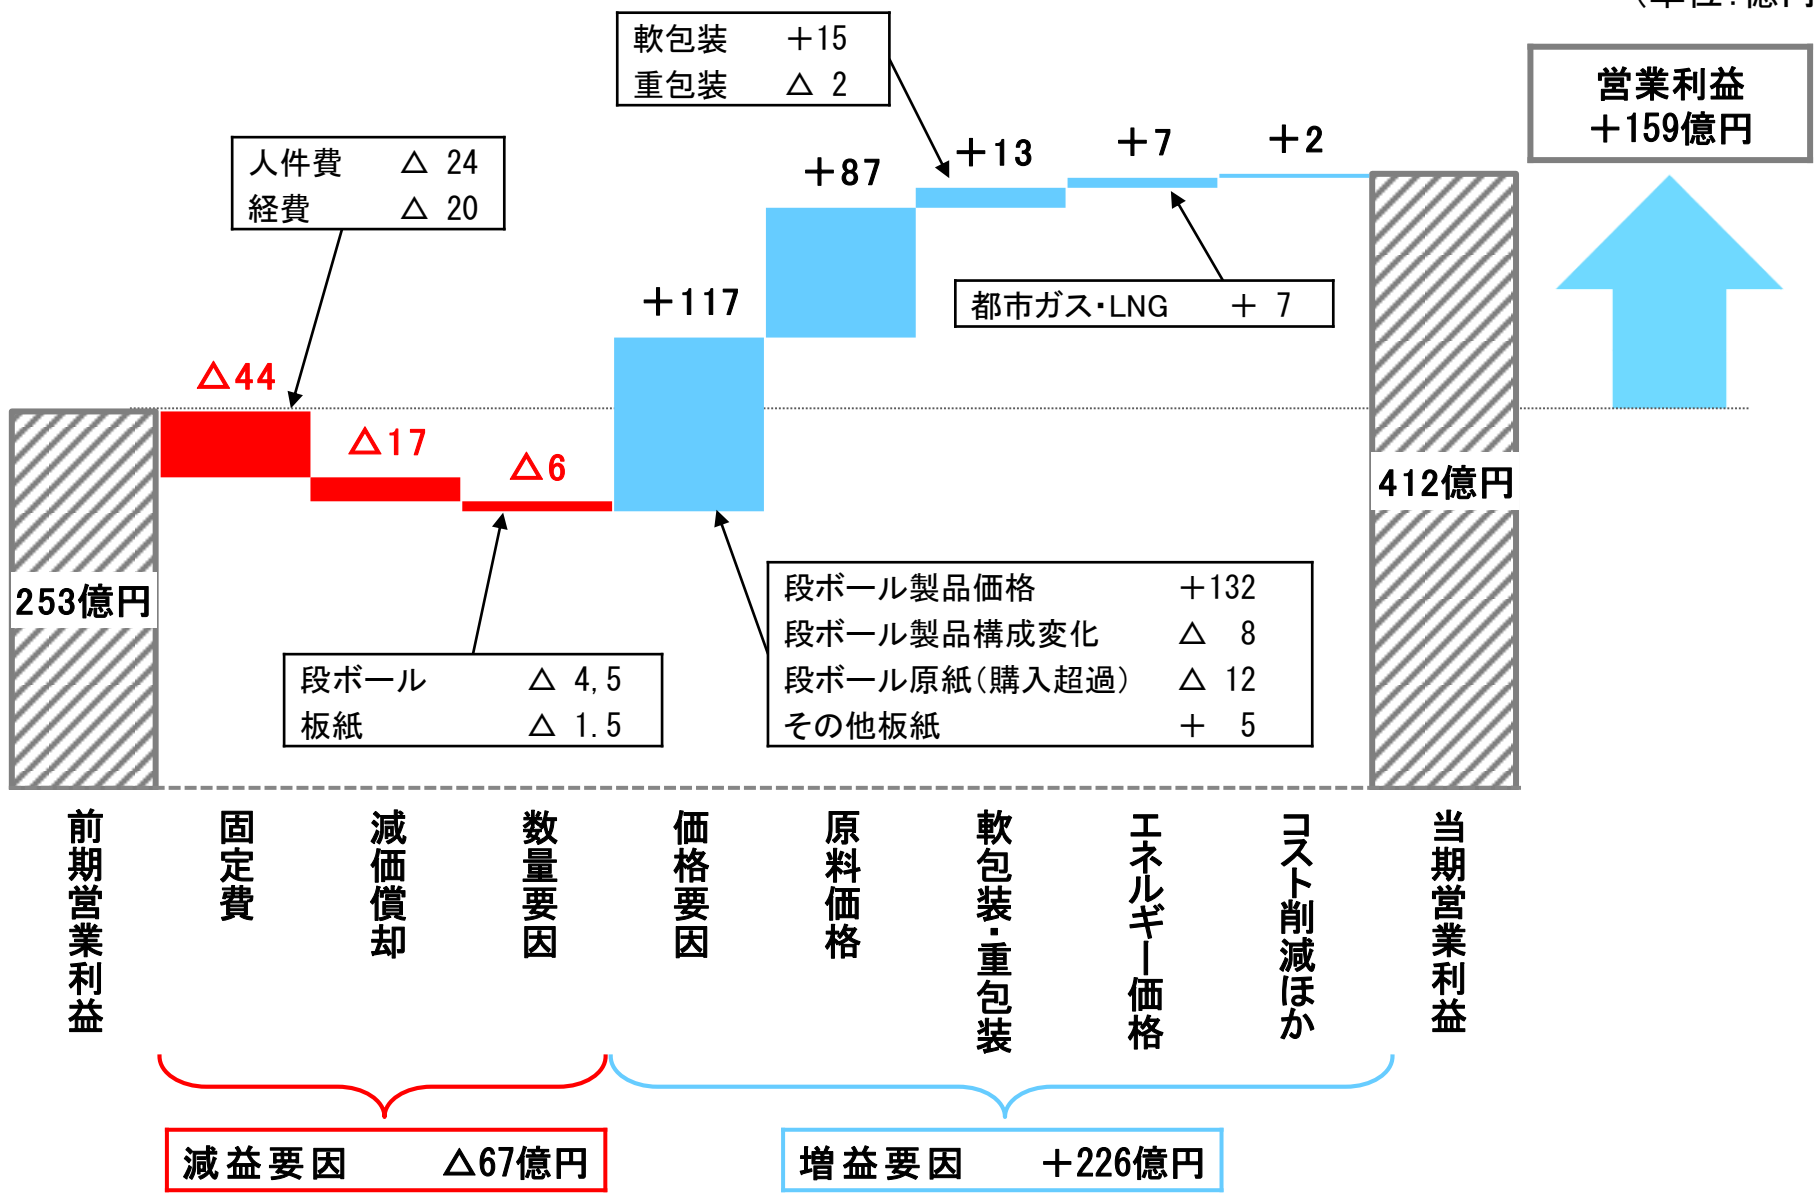 (単位:億円
営業利益
＋159億円
軟包装 ＋15
重包装 △ 2
人件費 △ 24
経費 △ 20
＋87
＋13
＋7
＋2
＋117
都市ガス・LNG ＋ 7
△44
△17
△6
412億円
253億円
段ボール製品価格 ＋132
段ボール製品構成変化 △ 8
段ボール原紙(購入超過) △ 12
その他板紙 ＋ 5
段ボール △ 4,5
板紙 △ 1.5
前期営業利益
固定費
減価償却
数量要因
価格要因
原料価格
軟包装・重包装
エネルギー価格
コスト削減ほか
当期営業利益
減益要因 △67億円
増益要因 ＋226億円